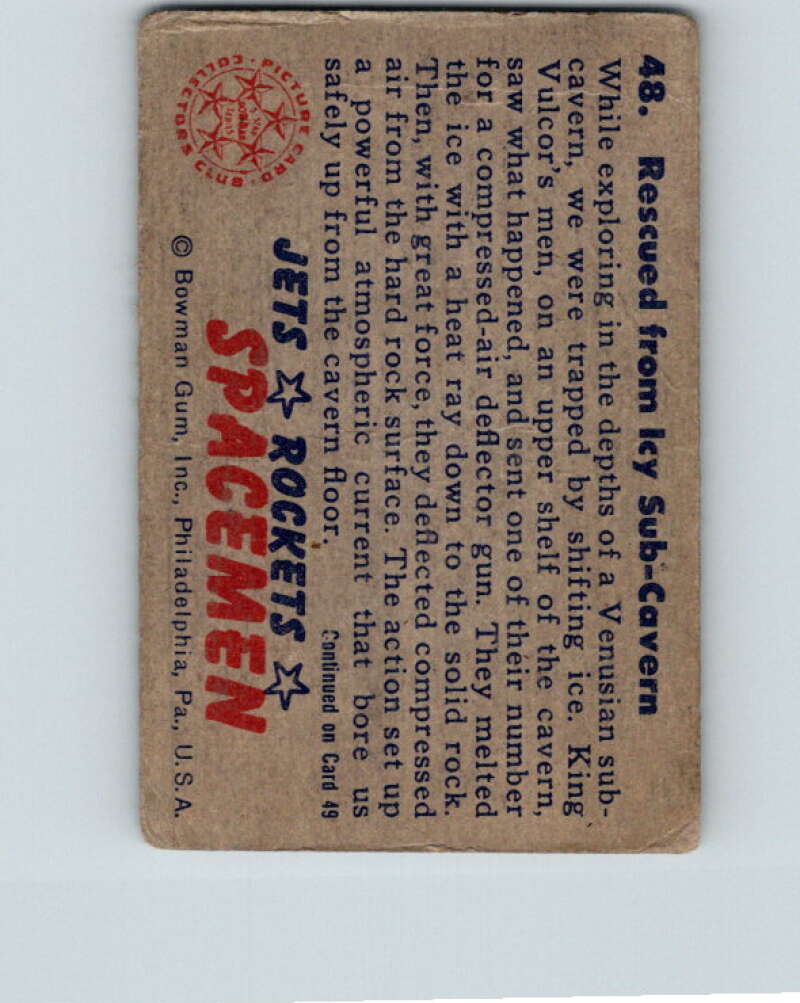 48. Rescued from Icy Sub-Cavern
While exploring in the depths of a Venusian sub-
cavern, we were trapped by shifting ice. King
Vulcor's men, on an upper shelf of the cavern,
saw what happened, and sent one of their number
for a compressed-air deflector gun. They melted
the ice with a heat ray down to the solid rock.
Then, with great force, they deflected compressed
air from the hard rock surface. The action set up
a powerful atmospheric current that bore us
safely up from the cavern floor.
Continued on Card 49
PICTURE CARD COLLECTORS CLUB
JETS ROCKETS
SPACEMEN
© Bowman Gum, Inc., Philadelphia, Pa., U.S.A.